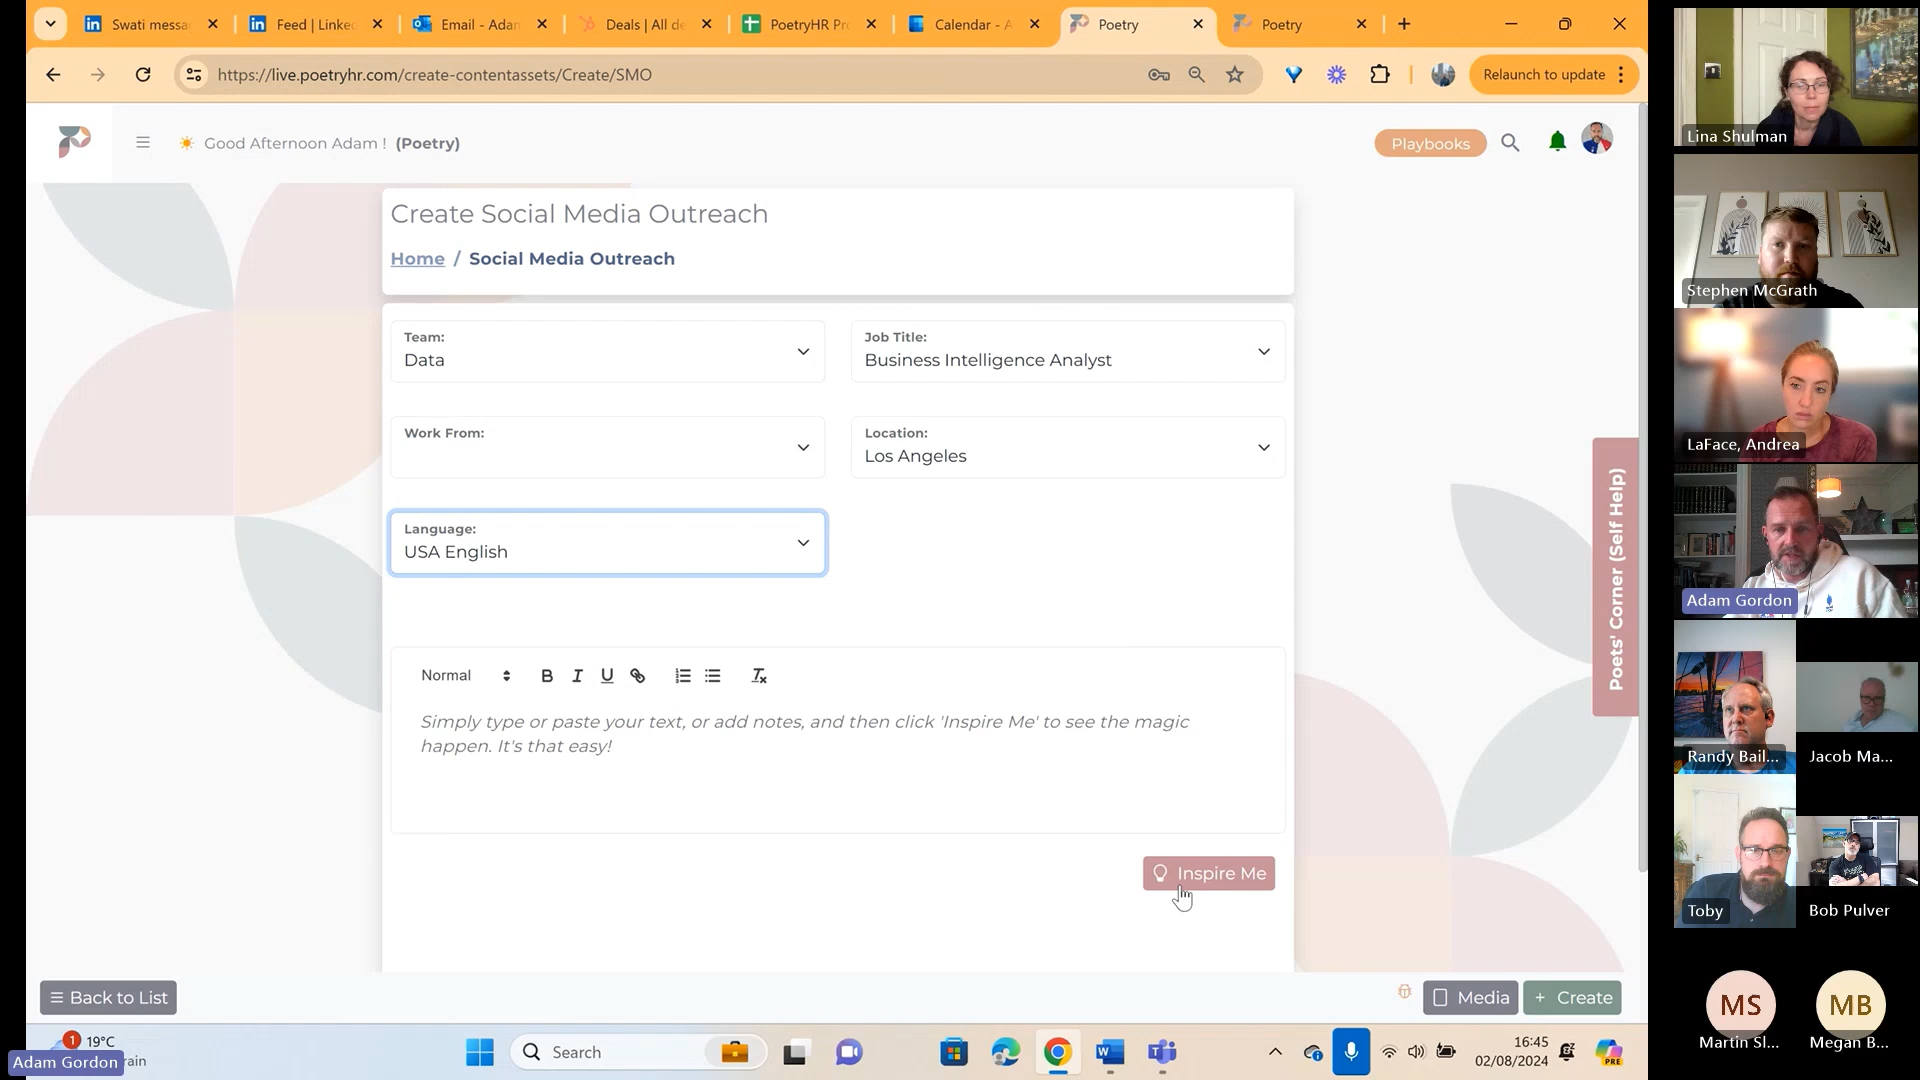 Swati messa
Feed | Linke
Email - Adan
Deals | All de
PoetryHR Pr
Calendar - A
Poetry
Poetry
https://live.poetryhr.com/create-contentassets/Create/SMO
Relaunch to update
Good Afternoon Adam ! (Poetry)
Playbooks
Create Social Media Outreach
Home / Social Media Outreach
Team:
Data
Job Title:
Business Intelligence Analyst
Work From:
Location:
Los Angeles
Language:
USA English
Normal
Simply type or paste your text, or add notes, and then click 'Inspire Me' to see the magic
happen. It's that easy!
Inspire Me
Poets' Corner (Self Help)
Back to List
Media
+ Create
1
19°C
rain
Adam Gordon
Search
16:45
02/08/2024
PRE
Lina Shulman
Stephen McGrath
LaFace, Andrea
Adam Gordon
Randy Bail...
Jacob Ma...
Toby
Bob Pulver
MS
Martin Sl...
MB
Megan B...